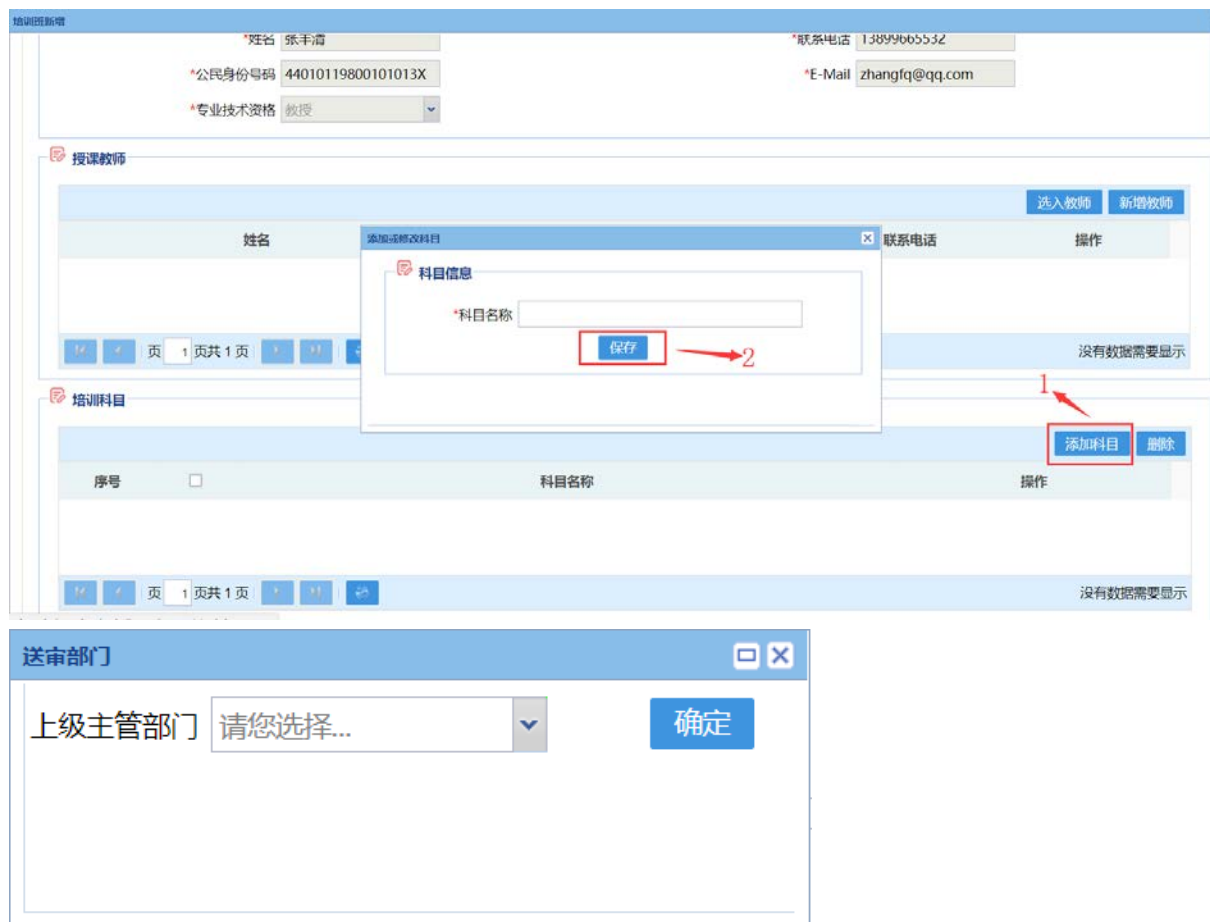 培训班新增
*姓名 张丰清 *联系电话 13899665532
*公民身份号码 44010119800101013X *E-Mail zhangfq@qq.com
*专业技术资格 教授
授课教师
选入教师 新增教师
姓名 联系电话 操作
添加或修改科目
科目信息
*科目名称
保存
2
页 1 页共 1 页 没有数据需要显示
培训科目
1
添加科目 删除
序号 科目名称 操作
页 1 页共 1 页 没有数据需要显示
送审部门
上级主管部门 请您选择... 确定